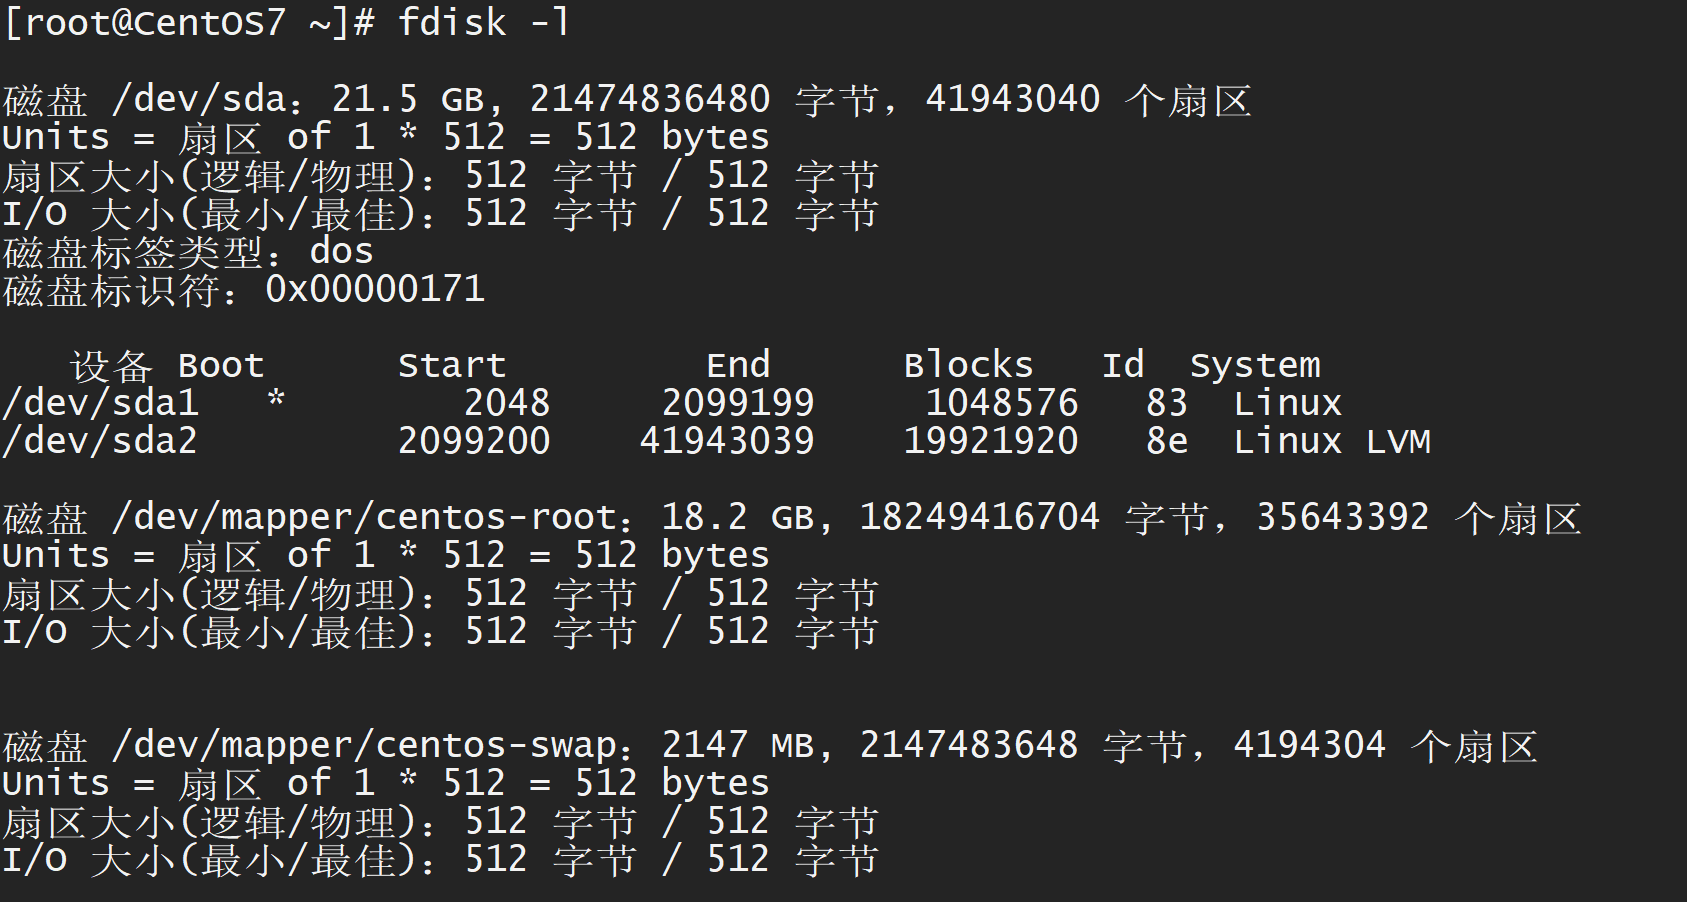 [root@CentOS7 ~]# fdisk -l
磁盘 /dev/sda：21.5 GB, 21474836480 字节，41943040 个扇区
Units = 扇区 of 1 * 512 = 512 bytes
扇区大小(逻辑/物理)：512 字节 / 512 字节
I/O 大小(最小/最佳)：512 字节 / 512 字节
磁盘标签类型：dos
磁盘标识符：0x00000171
设备 Boot      Start         End      Blocks   Id  System
/dev/sda1   *        2048     2099199     1048576   83  Linux
/dev/sda2         2099200    41943039    19921920   8e  Linux LVM
磁盘 /dev/mapper/centos-root：18.2 GB, 18249416704 字节，35643392 个扇区
Units = 扇区 of 1 * 512 = 512 bytes
扇区大小(逻辑/物理)：512 字节 / 512 字节
I/O 大小(最小/最佳)：512 字节 / 512 字节
磁盘 /dev/mapper/centos-swap：2147 MB, 2147483648 字节，4194304 个扇区
Units = 扇区 of 1 * 512 = 512 bytes
扇区大小(逻辑/物理)：512 字节 / 512 字节
I/O 大小(最小/最佳)：512 字节 / 512 字节